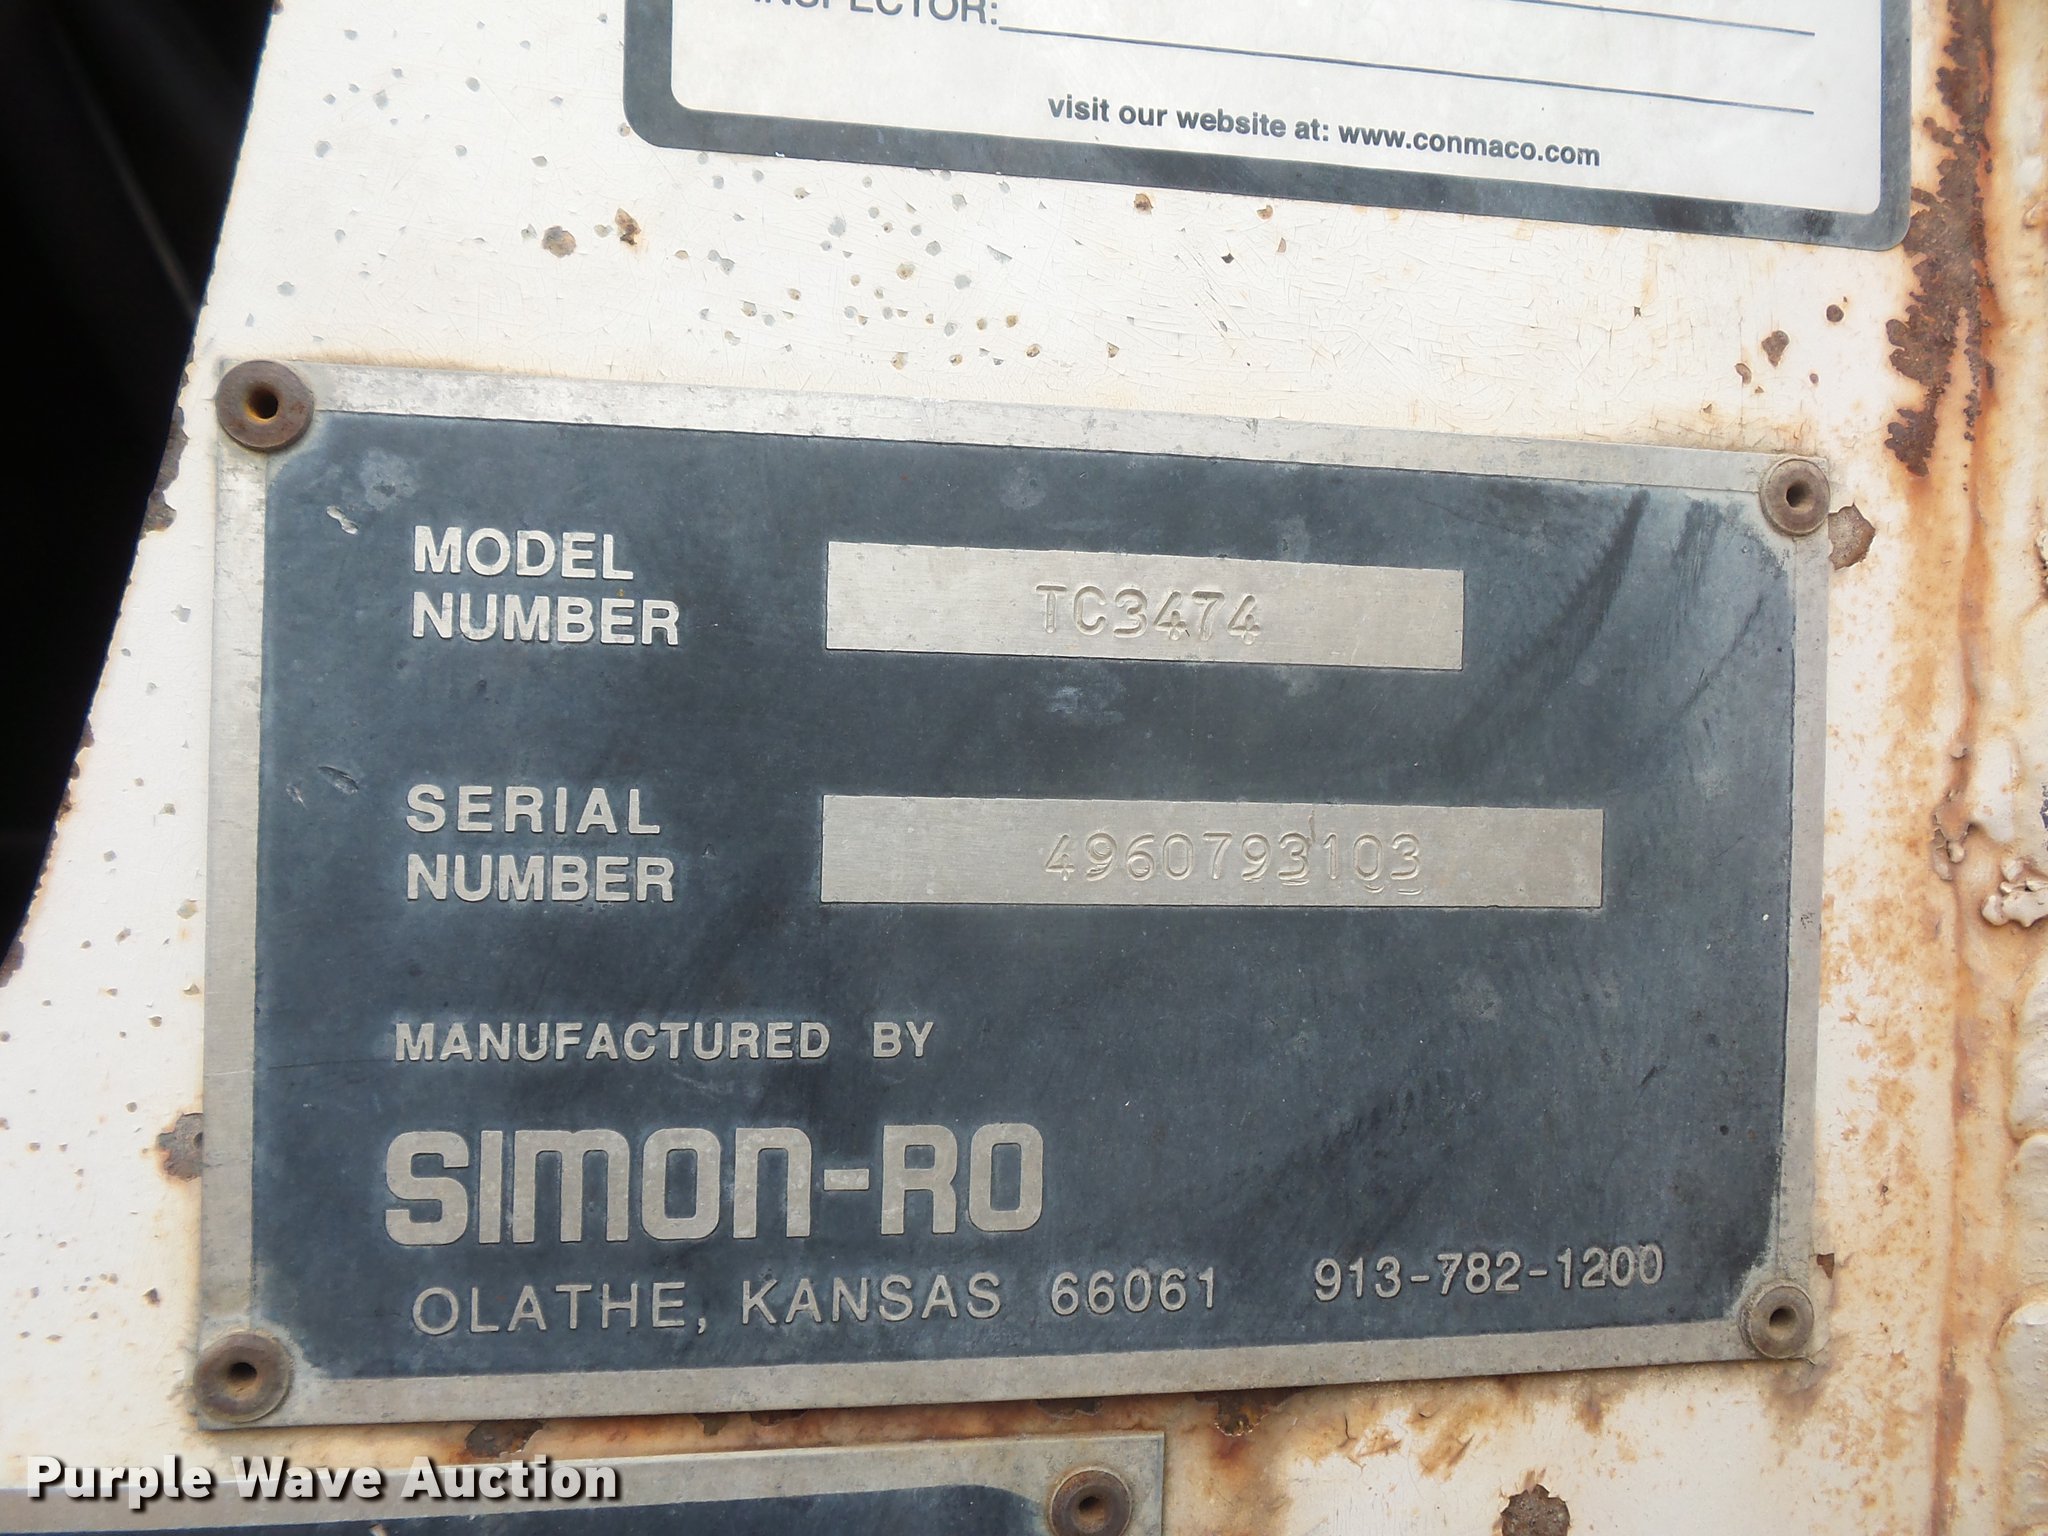 INSPECTOR:
visit our website at: www.conmaco.com
MODEL
NUMBER
TC3474
SERIAL
NUMBER
4960793103
MANUFACTURED BY
SIMON-RO
OLATHE, KANSAS 66061 913-782-1200
Purple Wave Auction